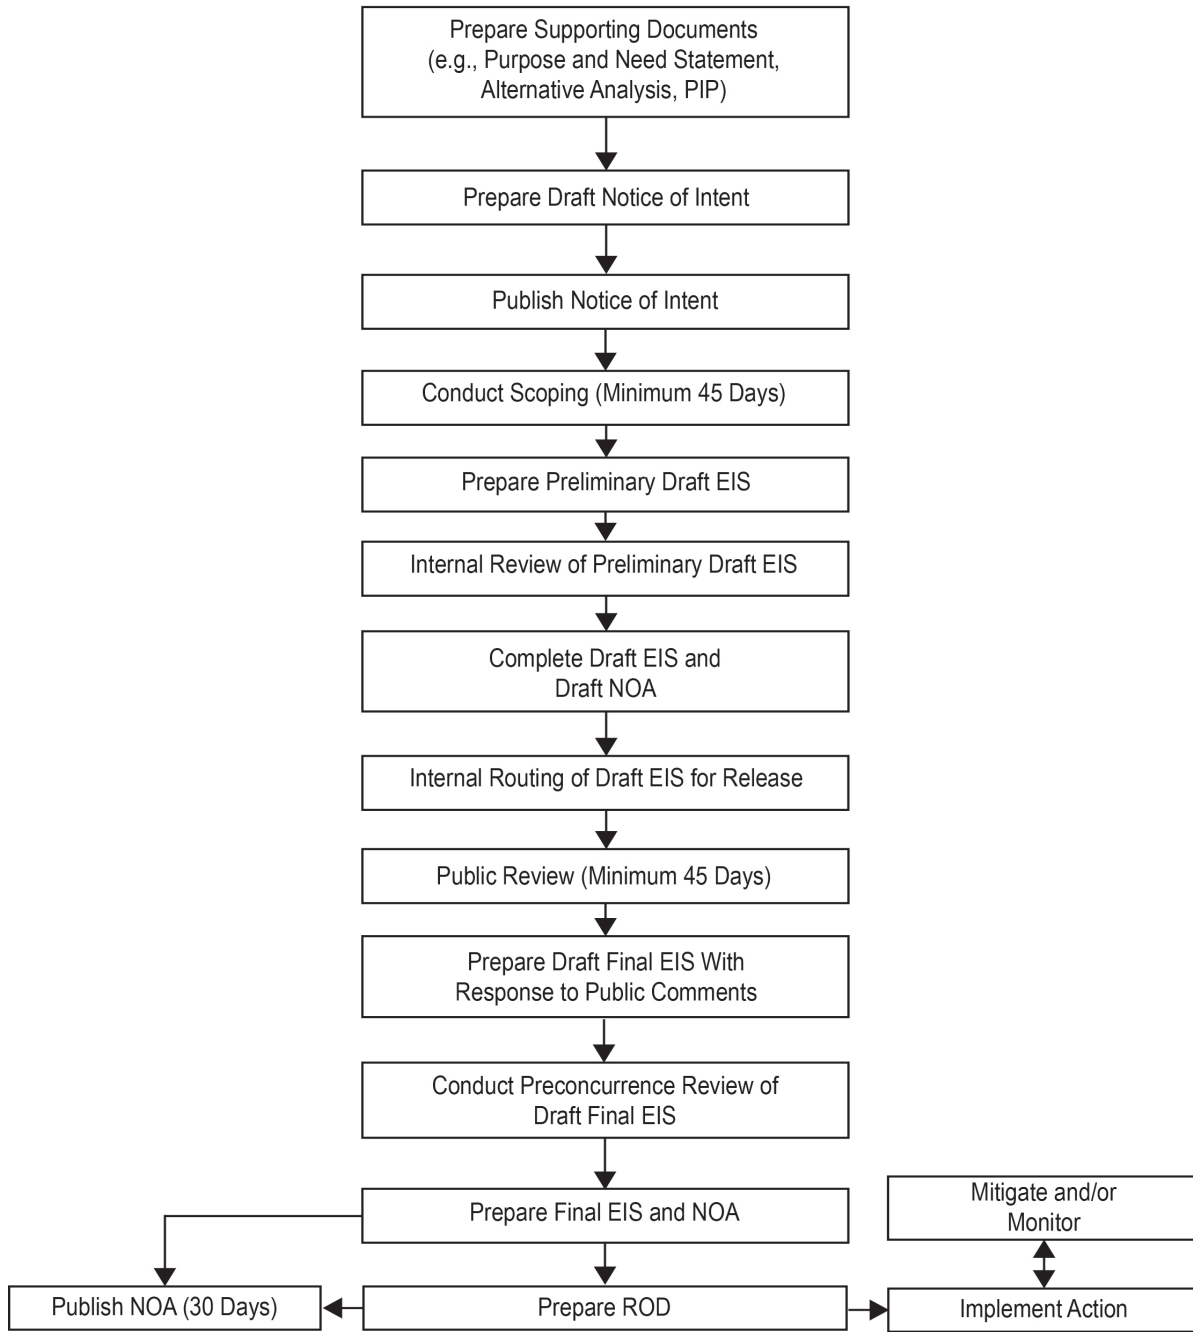 Prepare Supporting Documents
(e.g., Purpose and Need Statement,
Alternative Analysis, PIP)
Prepare Draft Notice of Intent
Publish Notice of Intent
Conduct Scoping (Minimum 45 Days)
Prepare Preliminary Draft EIS
Internal Review of Preliminary Draft EIS
Complete Draft EIS and
Draft NOA
Internal Routing of Draft EIS for Release
Public Review (Minimum 45 Days)
Prepare Draft Final EIS With
Response to Public Comments
Conduct Preconcurrence Review of
Draft Final EIS
Prepare Final EIS and NOA
Mitigate and/or
Monitor
Publish NOA (30 Days)
Prepare ROD
Implement Action